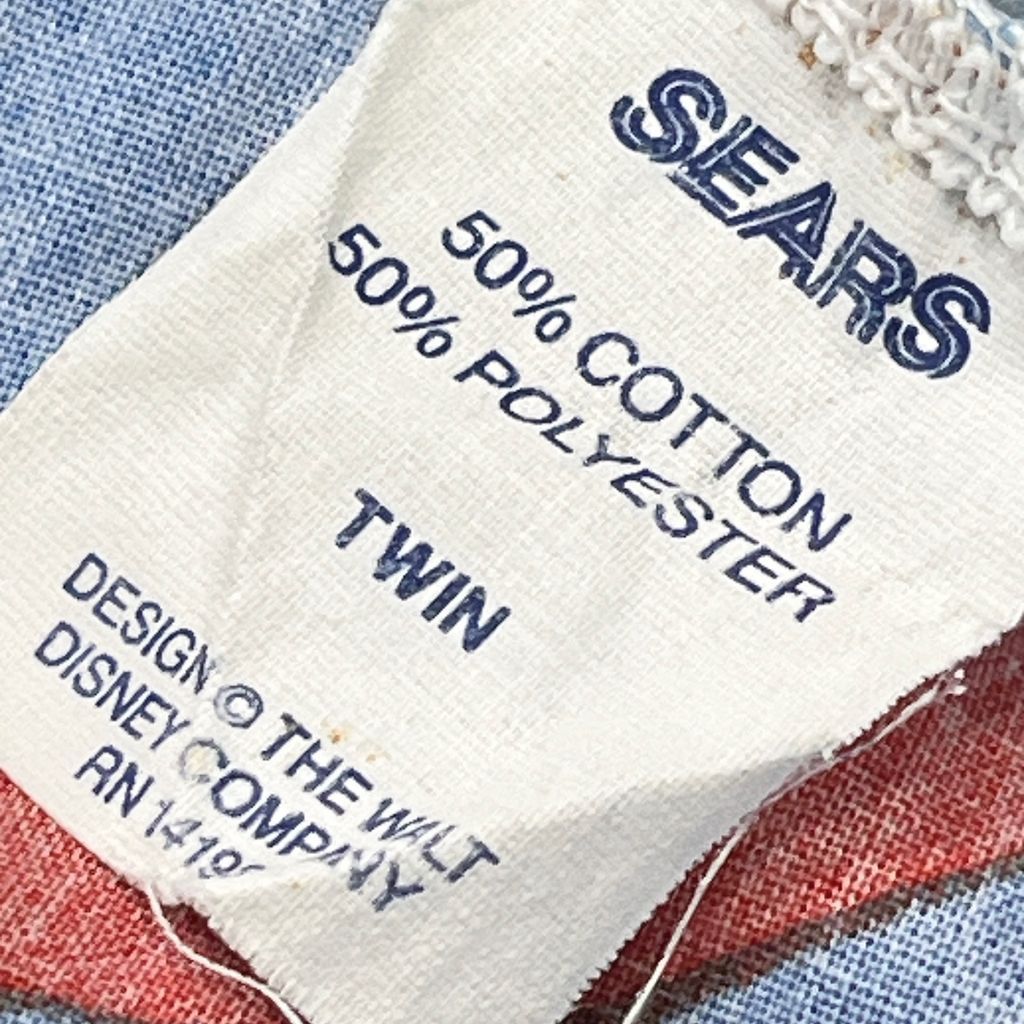 SEARS
50% COTTON
50% POLYESTER
TWIN
DESIGN © THE WALT
DISNEY COMPANY
RN